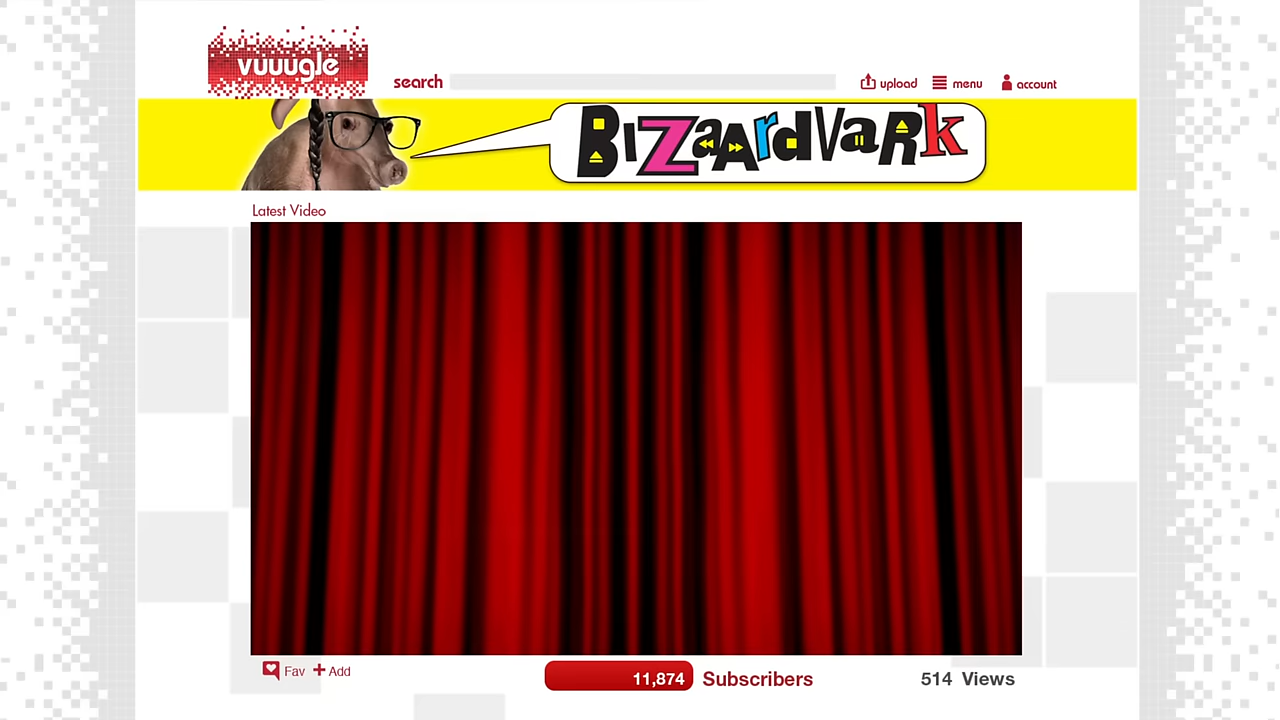 vuuugle
search
upload
menu
account
BizaardvaRk
Latest Video
Fav
Add
11,874 Subscribers
514 Views